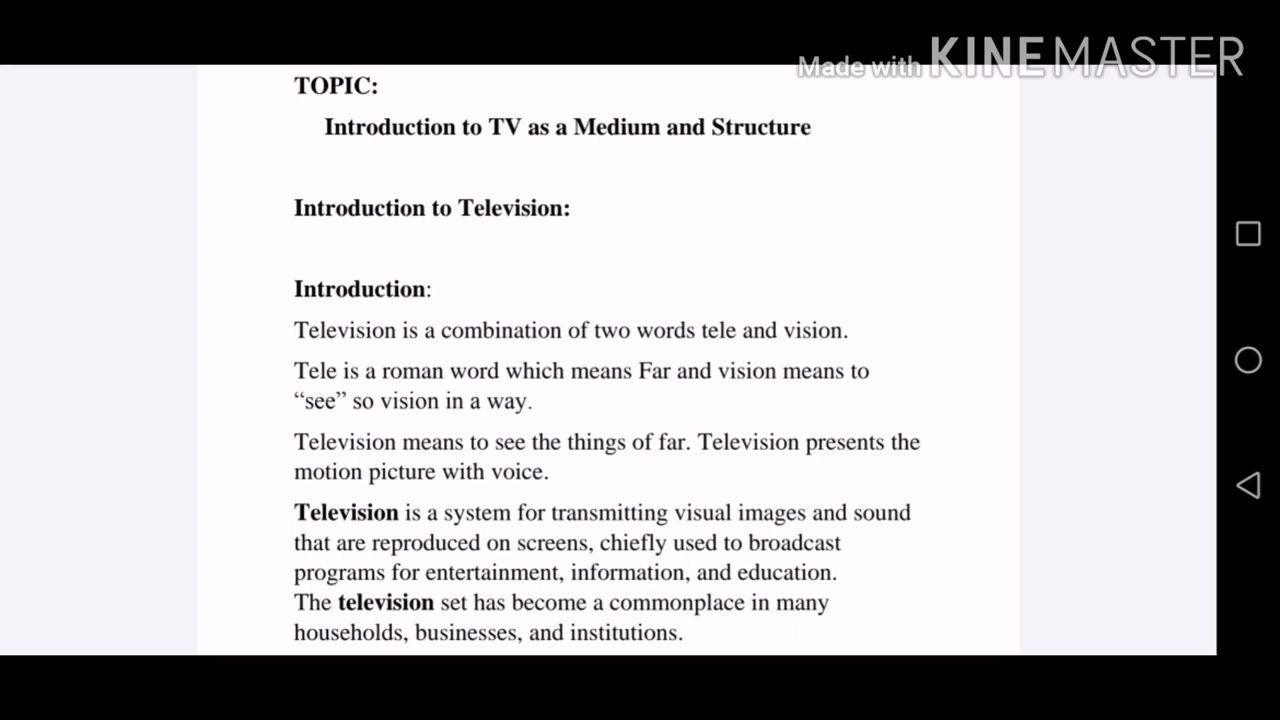 Made with KINEMASTER
TOPIC:
Introduction to TV as a Medium and Structure
Introduction to Television:
Introduction:
Television is a combination of two words tele and vision.
Tele is a roman word which means Far and vision means to
“see” so vision in a way.
Television means to see the things of far. Television presents the
motion picture with voice.
Television is a system for transmitting visual images and sound
that are reproduced on screens, chiefly used to broadcast
programs for entertainment, information, and education.
The television set has become a commonplace in many
households, businesses, and institutions.